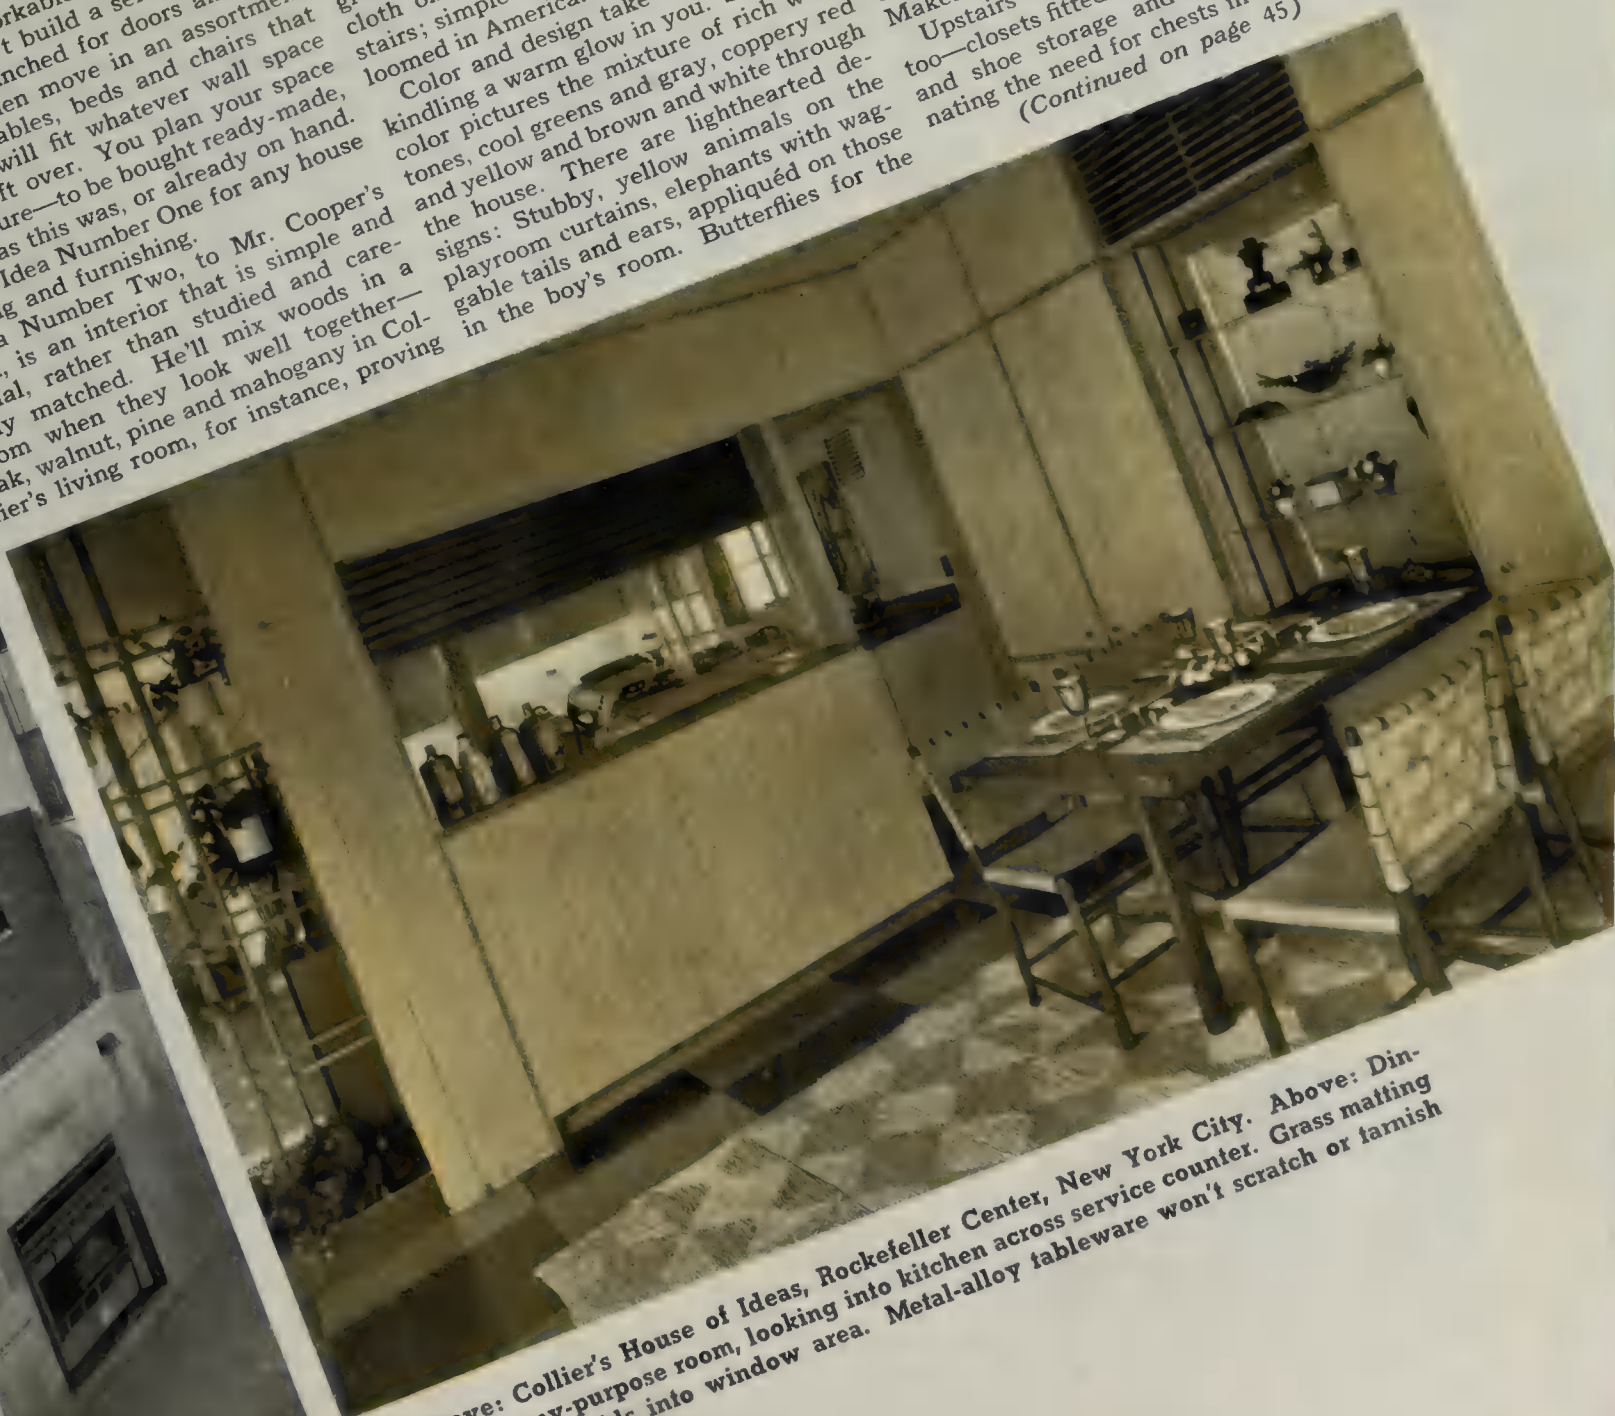 t build a
nched for doors
en move in an assortmen
ables, beds and chairs that
will fit whatever wall space
ft over. You plan your space
ure—to be bought ready-made,
as this was, or already on hand.
Idea Number One for any house
g and furnishing.
a Number Two, to Mr. Cooper's
, is an interior that is simple and
al, rather than studied and care-
y matched. He'll mix woods in a
om when they look well together—
ak, walnut, pine and mahogany in Col-
ier's living room, for instance, proving
cloth
stairs; simple
loomed in American
Color and design take
kindling a warm glow in you.
color pictures the mixture of rich
tones, cool greens and gray, coppery red
and yellow and brown and white through
the house. There are lighthearted de-
signs: Stubby, yellow animals on the
playroom curtains, elephants with wag-
gable tails and ears, appliquéd on those
in the boy's room. Butterflies for the
Make
Upstairs
too—closets fitted
and shoe storage and
nating the need for chests in
(Continued on page 45)
ve: Collier's House of Ideas, Rockefeller Center, New York City. Above: Din-
y-purpose room, looking into kitchen across service counter. Grass matting
into window area. Metal-alloy tableware won't scratch or tarnish